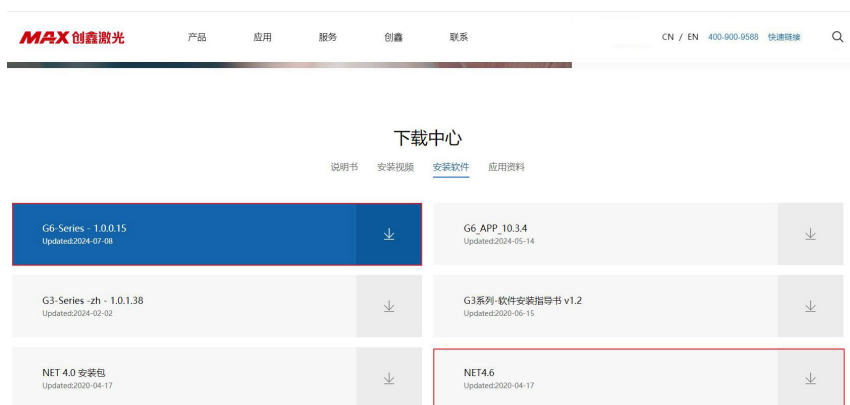 MAX 创鑫激光 产品 应用 服务 创鑫 联系 CN / EN 400-900-9588 快速链接
下载中心
说明书 安装视频 安装软件 应用资料
G6-Series - 1.0.0.15
Updated:2024-07-08
G6_APP_10.3.4
Updated:2024-05-14
G3-Series -zh - 1.0.1.38
Updated:2024-02-02
G3系列-软件安装指导书 v1.2
Updated:2020-06-15
NET 4.0 安装包
Updated:2020-04-17
NET4.6
Updated:2020-04-17